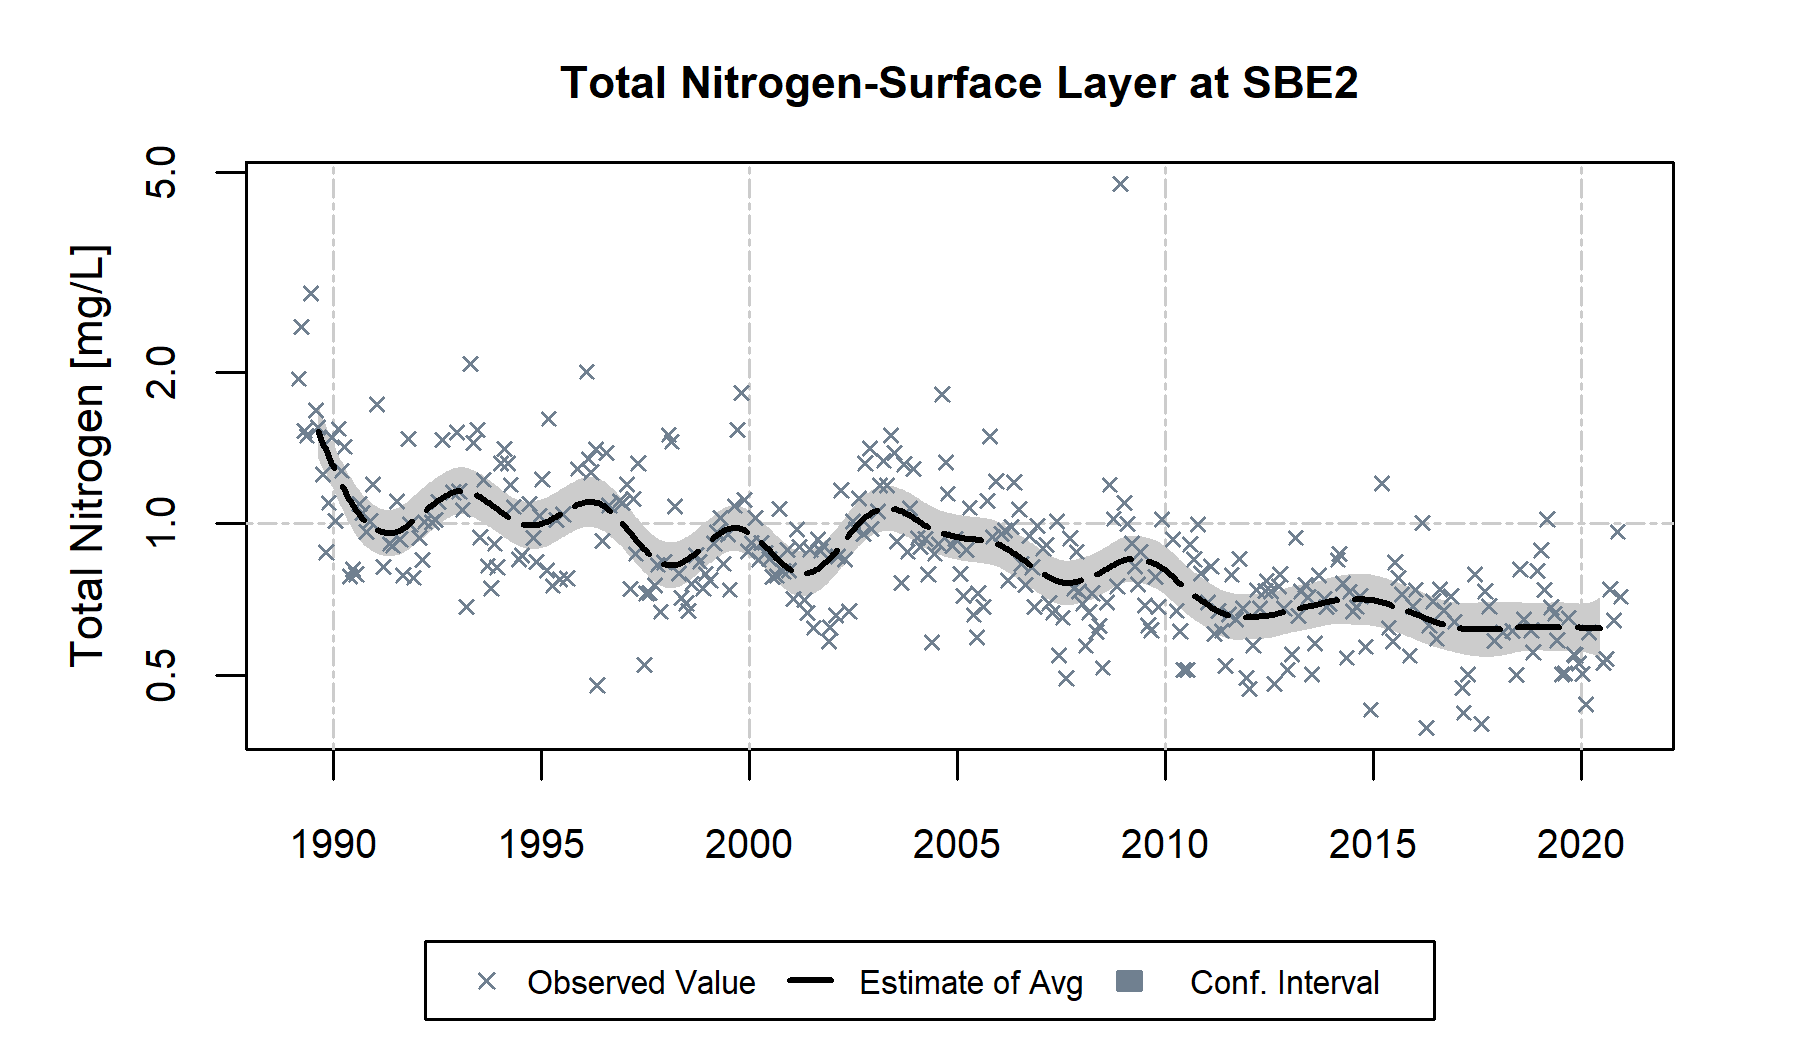 Total Nitrogen-Surface Layer at SBE2
Total Nitrogen [mg/L]
5.0
2.0
1.0
0.5
1990 1995 2000 2005 2010 2015 2020
Observed Value Estimate of Avg Conf. Interval